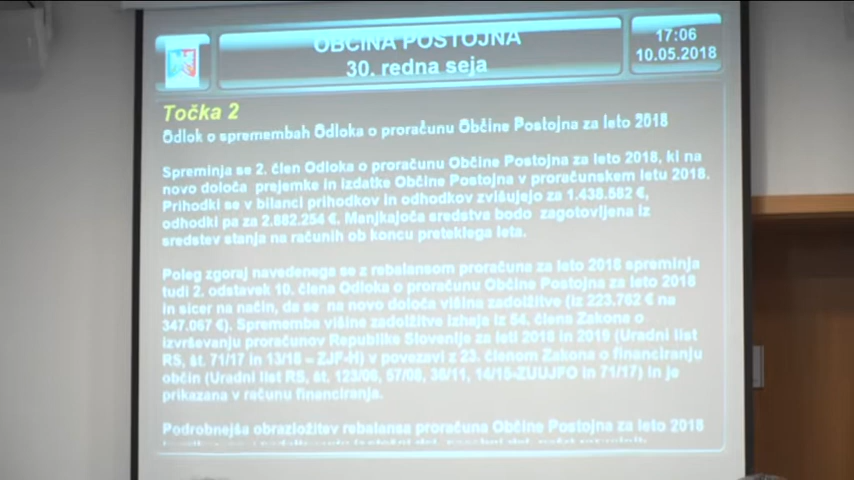 OBČINA POSTOJNA
30. redna seja
17:06
10.05.2018
Točka 2
Odlok o spremembah Odloka o proračunu Občine Postojna za leto 2018
Spreminja se 2. člen Odloka o proračunu Občine Postojna za leto 2018, ki na
novo določa prejemke in izdatke Občine Postojna v proračunskem letu 2018.
Prihodki se v bilanci prihodkov in odhodkov zvišujejo za 1.438.582 €,
odhodki pa za 2.882.254 €. Manjkajoča sredstva bodo zagotovljena iz
sredstev stanja na računih ob koncu preteklega leta.
Poleg zgoraj navedenega se z rebalansom proračuna za leto 2018 spreminja
tudi 2. odstavek 10. člena Odloka o proračunu Občine Postojna za leto 2018
in sicer na način, da se na novo določa višina zadolžitve (iz 223.762 € na
347.067 €). Sprememba višine zadolžitve izhaja iz 54. člena Zakona o
izvrševanju proračunov Republike Slovenije za leti 2018 in 2019 (Uradni list
RS, št. 71/17 in 13/18 – ZJF-H) v povezavi z 23. členom Zakona o financiranju
občin (Uradni list RS, št. 123/06, 57/08, 36/11, 14/15-ZUUJFO in 71/17) in je
prikazana v računu financiranja.
Podrobnejša obrazložitev rebalansa proračuna Občine Postojna za leto 2018